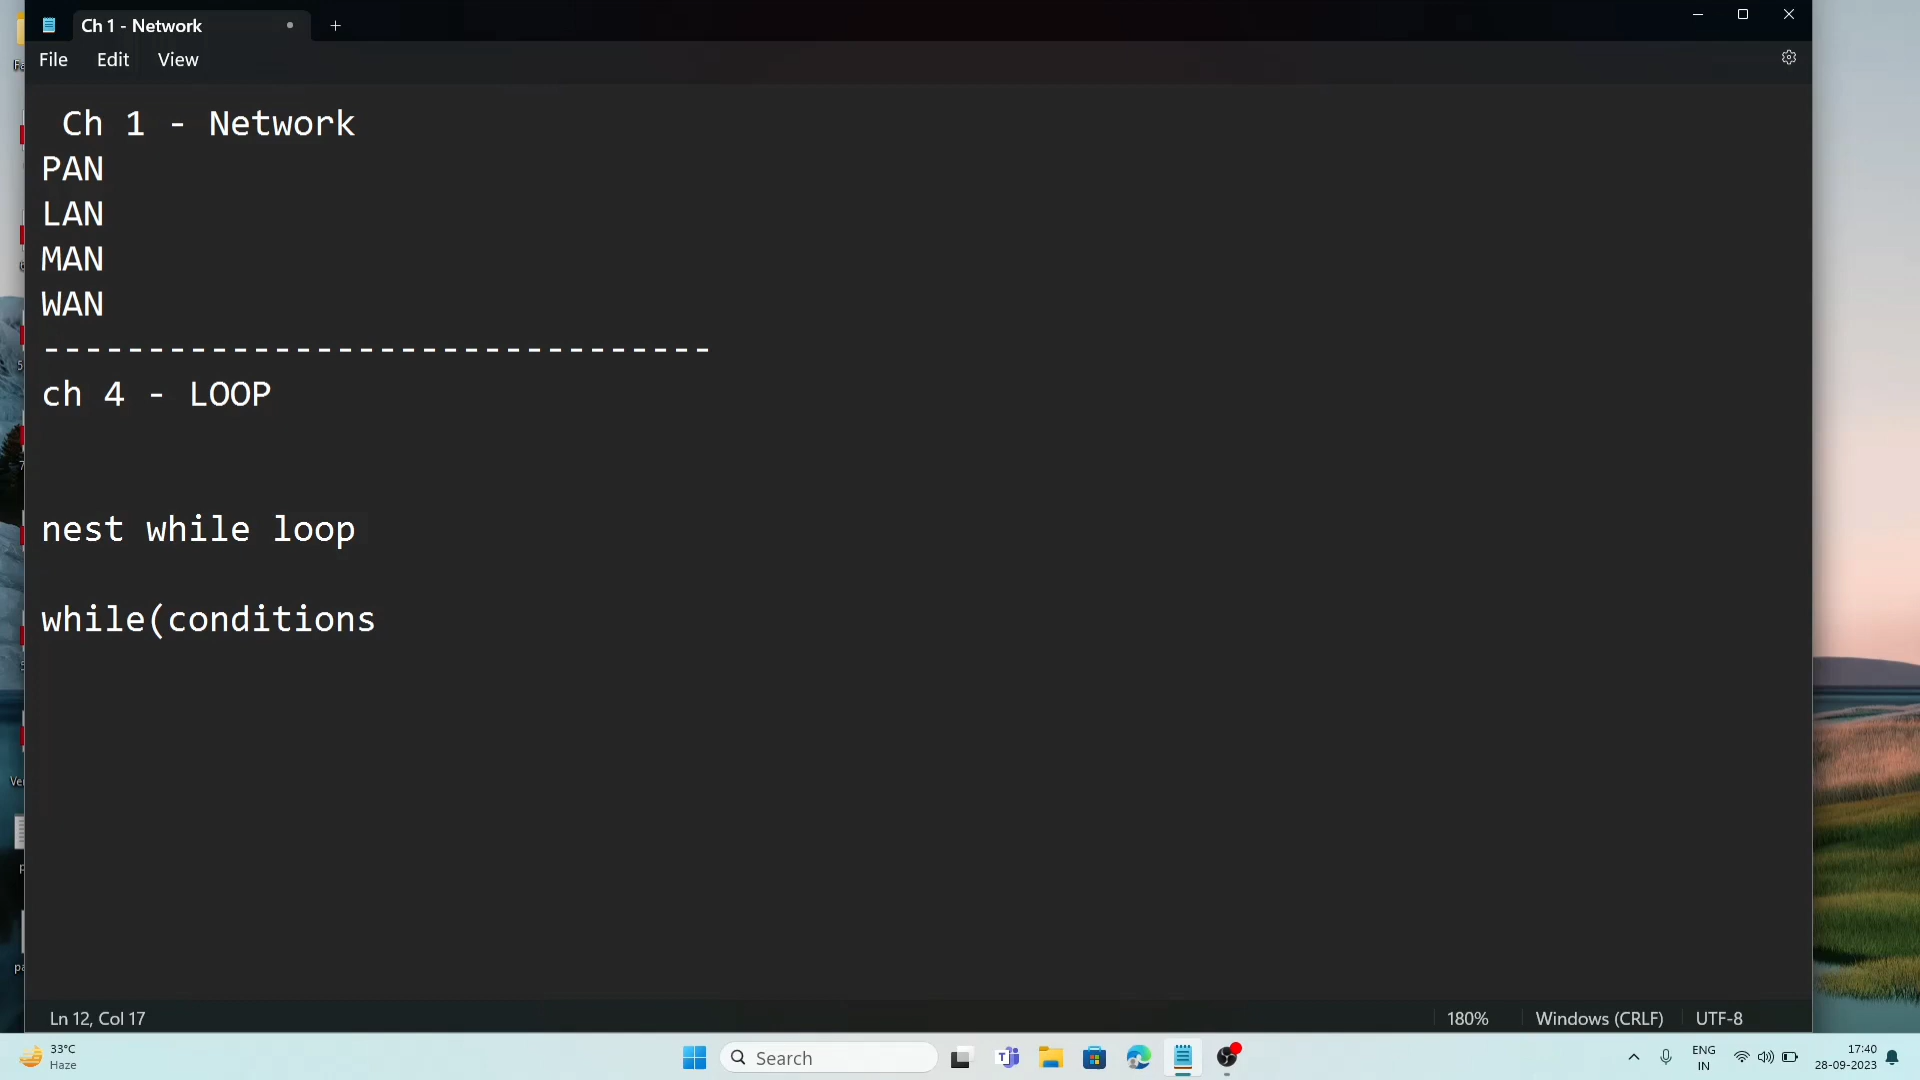 Ch 1 - Network
File Edit View
Ch 1 - Network
PAN
LAN
MAN
WAN
---------------------------------
ch 4 - LOOP
nest while loop
while(conditions
Ln 12, Col 17
180%
Windows (CRLF)
UTF-8
33°C
Haze
Search
ENG
IN
17:40
28-09-2023